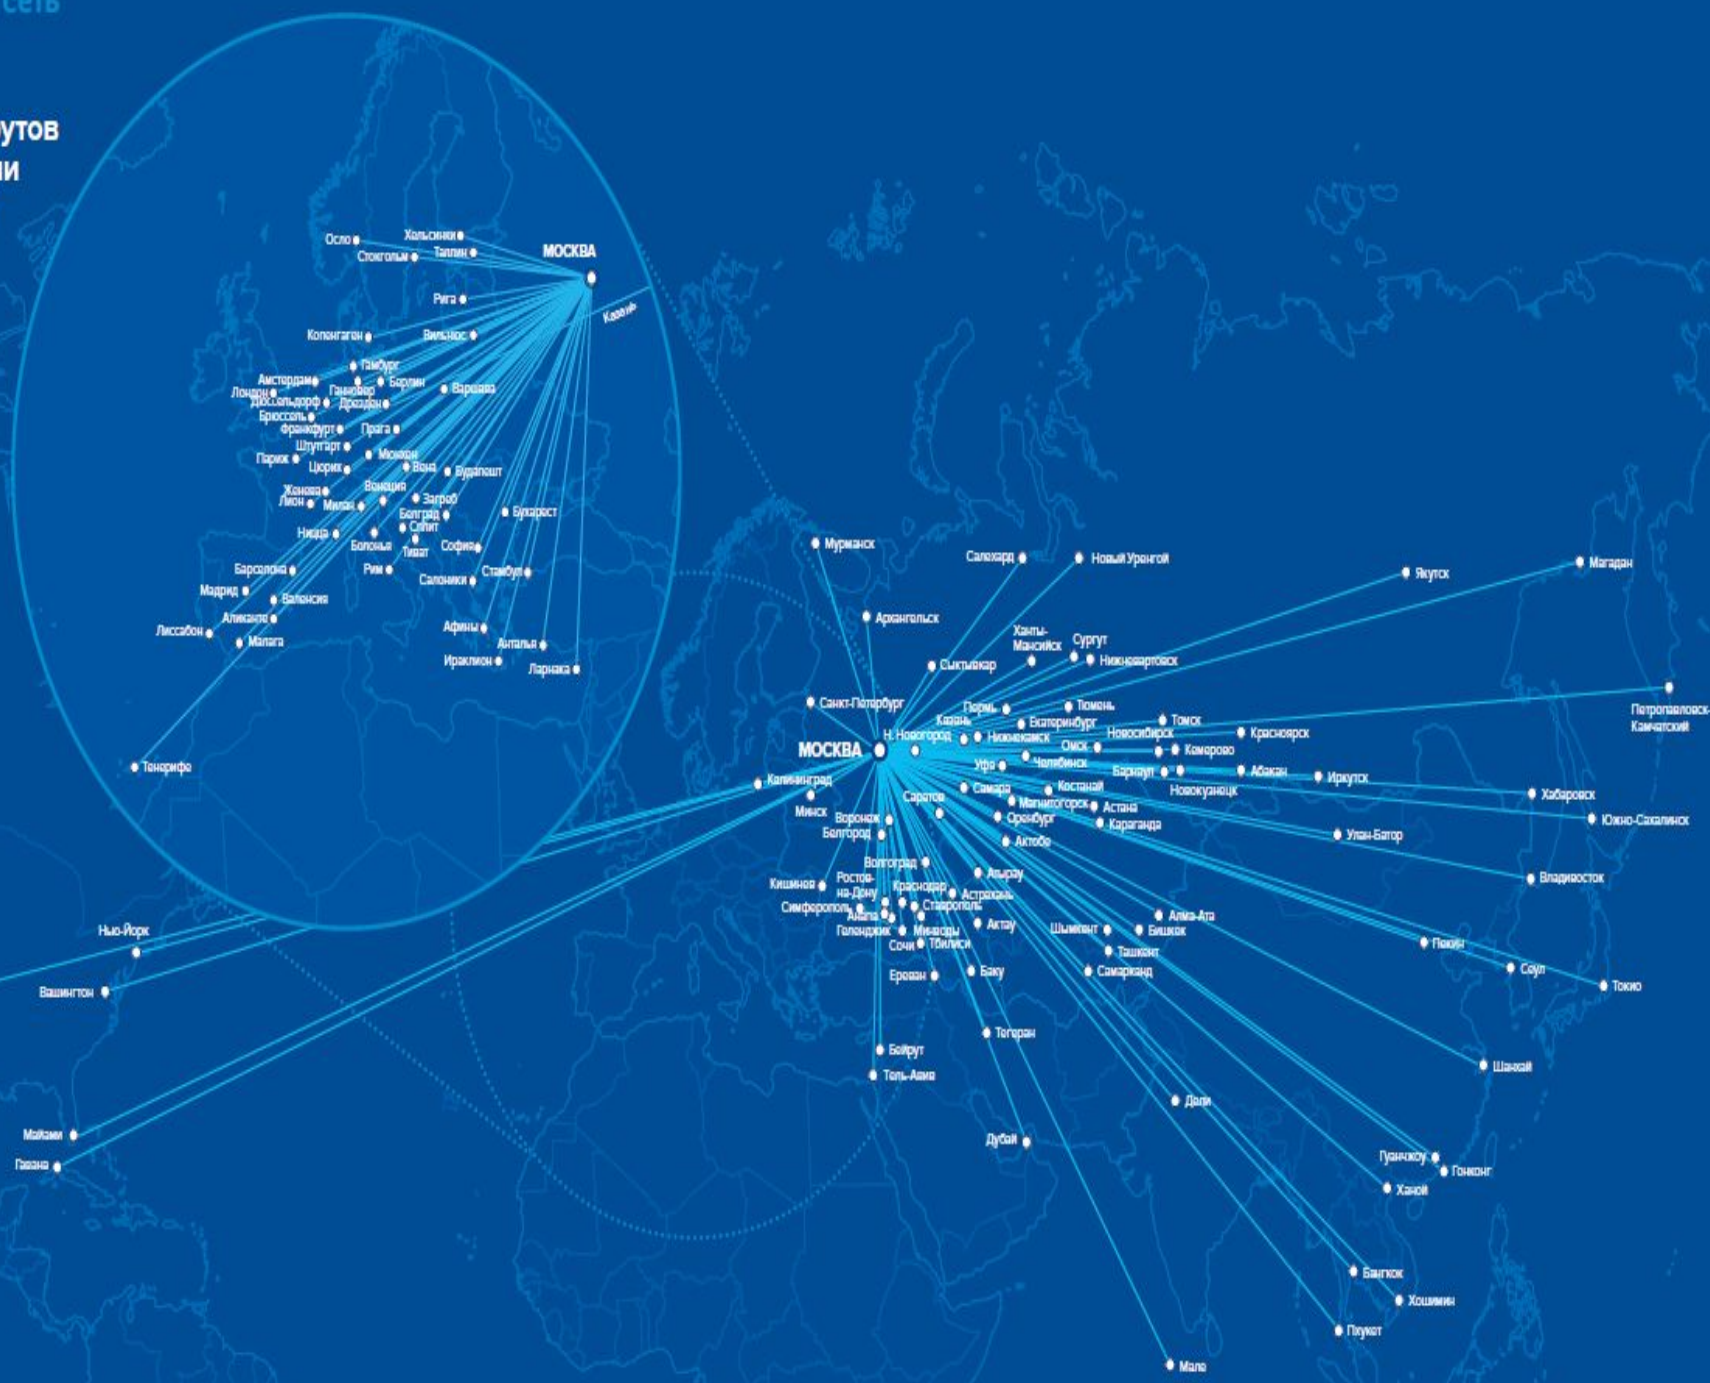 сеть
утов
ии
Осло
Хельсинки
Стокгольм
Таллин
МОСКВА
Рига
Казань
Копенгаген
Вильнюс
Гамбург
Амстердам
Ганновер
Берлин
Варшава
Лондон
Дюссельдорф
Дрезден
Брюссель
Франкфурт
Прага
Штутгарт
Париж
Мюнхен
Цюрих
Вена
Будапешт
Женева
Венеция
Лион
Милан
Загреб
Белград
Бухарест
Ницца
Сплит
Болонья
Тиват
София
Барселона
Рим
Салоники
Стамбул
Мадрид
Валенсия
Аликанте
Лиссабон
Малага
Афины
Анталья
Ираклион
Ларнака
Тенерифе
Мурманск
Салехард
Новый Уренгой
Якутск
Магадан
Архангельск
Ханты-
Мансийск
Сургут
Нижневартовск
Сыктывкар
Санкт-Петербург
Пермь
Тюмень
Петропавловск-
Камчатский
Казань
Екатеринбург
Томск
Н. Новогород
Нижнекамск
Новосибирск
Красноярск
МОСКВА
Омск
Кемерово
Уфа
Челябинск
Барнаул
Абакан
Иркутск
Калининград
Самара
Костанай
Новокузнецк
Хабаровск
Минск
Саратов
Магнитогорск
Астана
Воронеж
Оренбург
Караганда
Южно-Сахалинск
Белгород
Актобе
Улан-Батор
Волгоград
Атырау
Владивосток
Кишинев
Ростов-
на-Дону
Краснодар
Астрахань
Симферополь
Анапа
Ставрополь
Алма-Ата
Геленджик
Минводы
Актау
Шымкент
Бишкек
Сочи
Тбилиси
Ташкент
Пекин
Ереван
Баку
Самарканд
Сеул
Токио
Нью-Йорк
Вашингтон
Тегеран
Бейрут
Тель-Авив
Шанхай
Дели
Майами
Дубай
Гавана
Гуанчжоу
Гонконг
Ханой
Бангкок
Хошимин
Пхукет
Мале